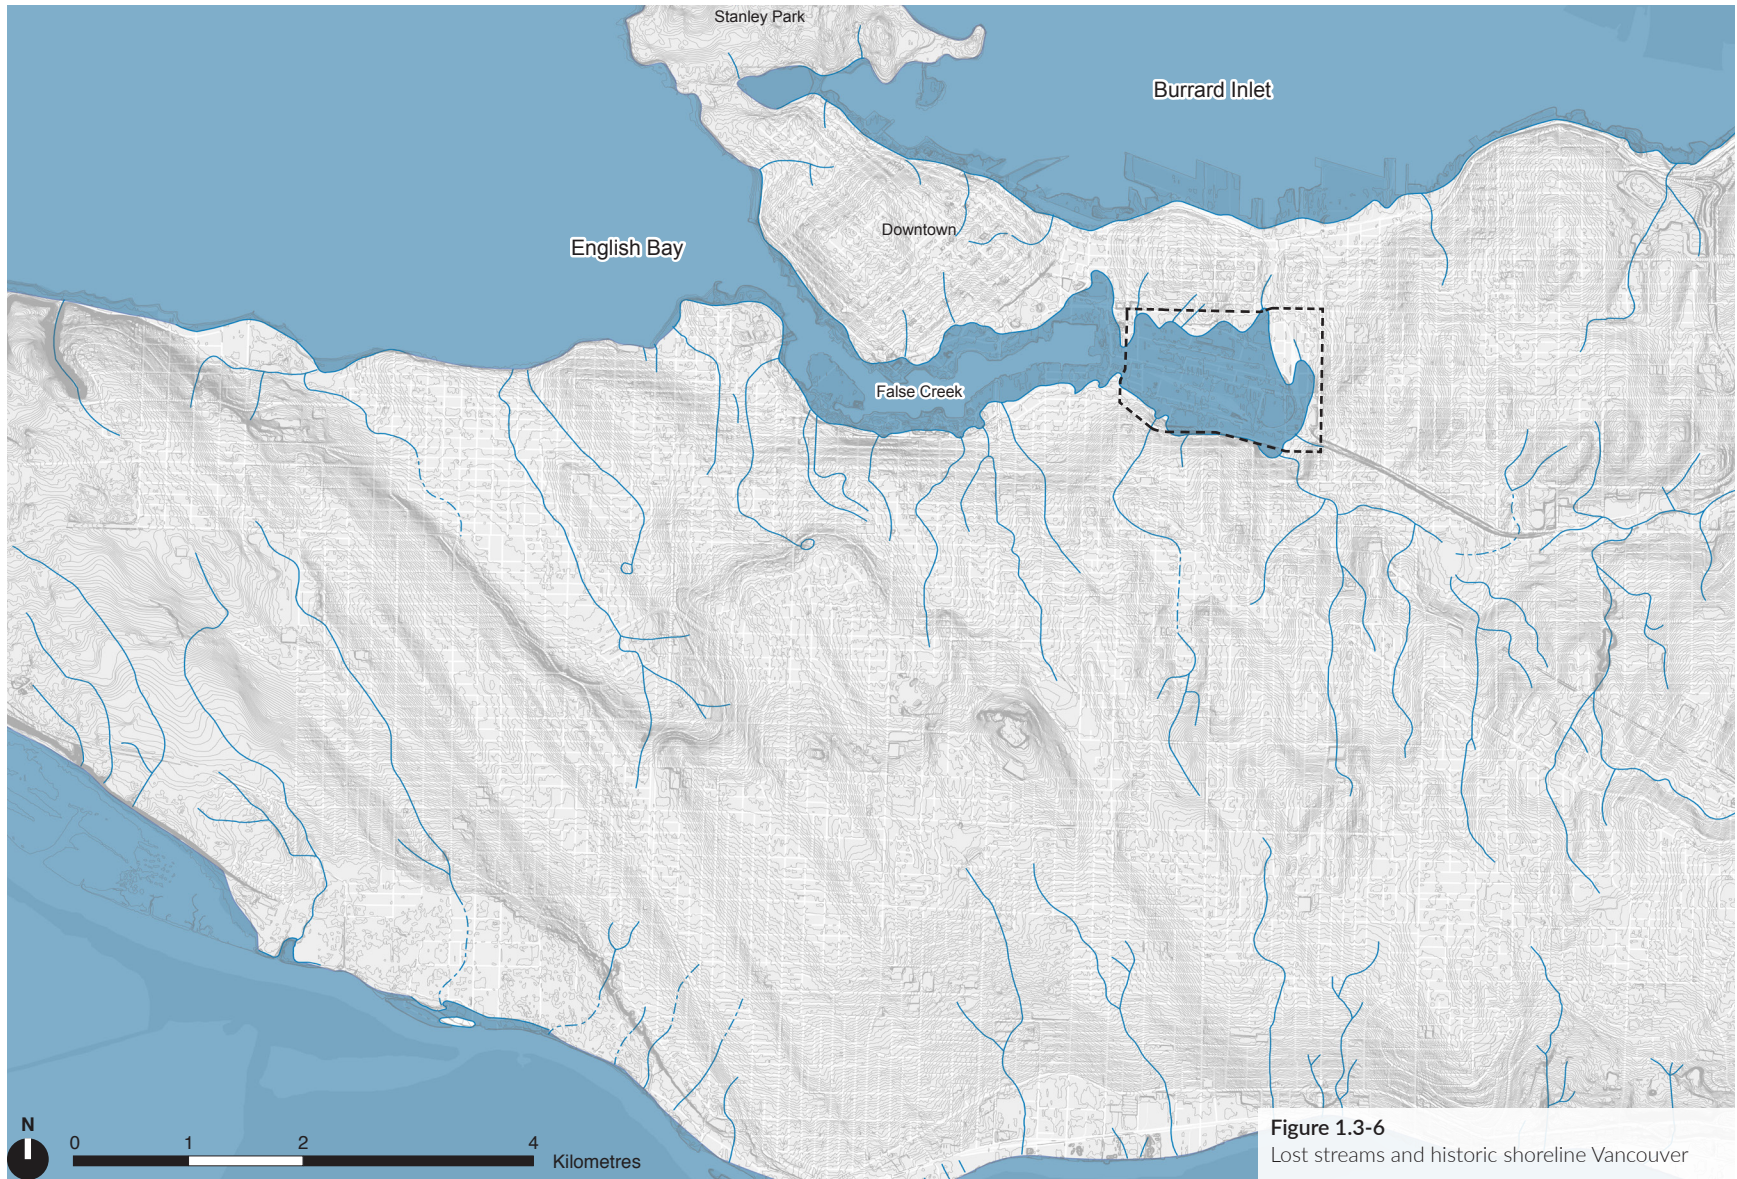 Stanley Park
Burrard Inlet
Downtown
English Bay
False Creek
N
0 1 2 4
Kilometres
Figure 1.3-6
Lost streams and historic shoreline Vancouver